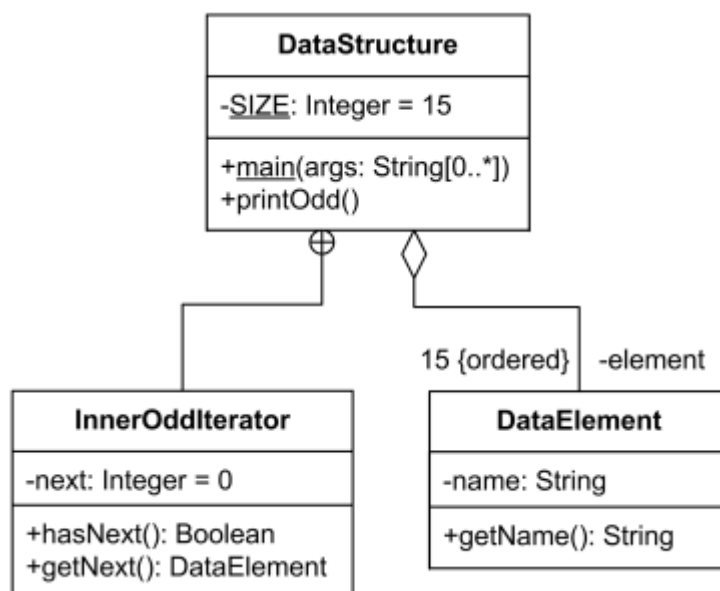 DataStructure
-SIZE: Integer = 15
+main(args: String[0..*])
+printOdd()
15 {ordered} -element
InnerOddIterator
-next: Integer = 0
+hasNext(): Boolean
+getNext(): DataElement
DataElement
-name: String
+getName(): String